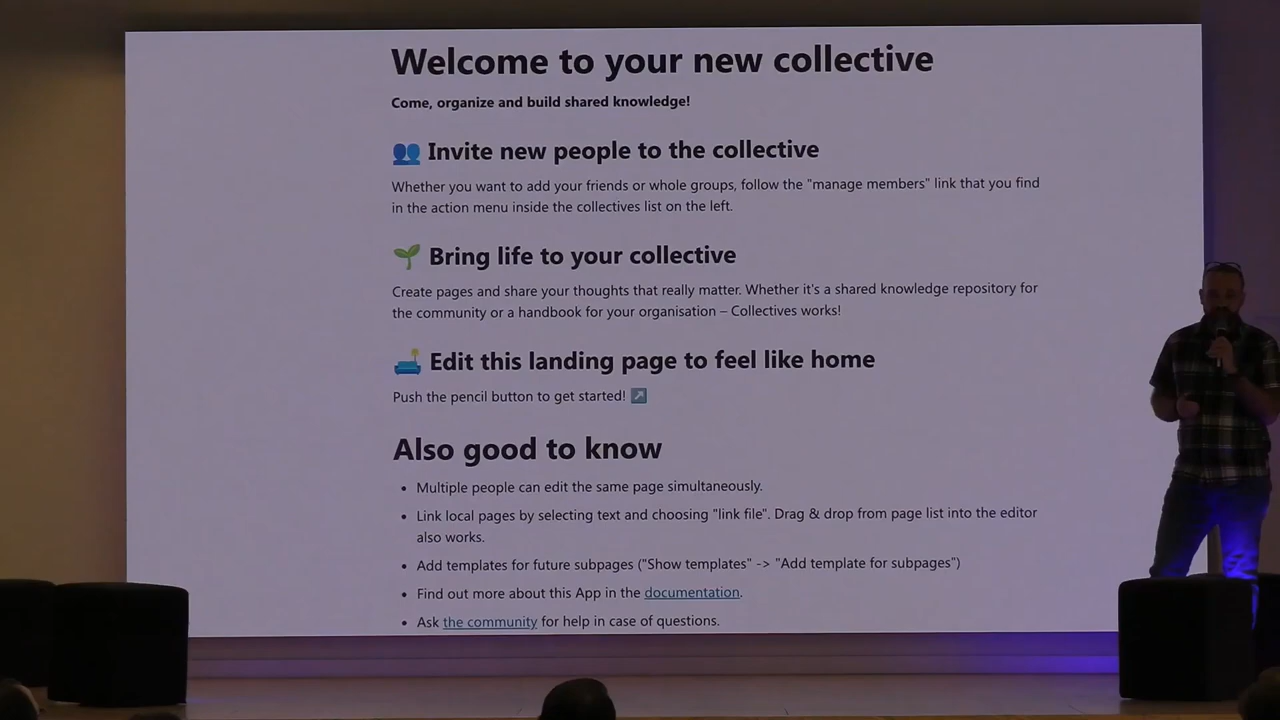 Welcome to your new collective
Come, organize and build shared knowledge!
👥 Invite new people to the collective
Whether you want to add your friends or whole groups, follow the "manage members" link that you find
in the action menu inside the collectives list on the left.
🌱 Bring life to your collective
Create pages and share your thoughts that really matter. Whether it's a shared knowledge repository for
the community or a handbook for your organisation – Collectives works!
🛋️ Edit this landing page to feel like home
Push the pencil button to get started! ↗️
Also good to know
• Multiple people can edit the same page simultaneously.
• Link local pages by selecting text and choosing "link file". Drag & drop from page list into the editor
also works.
• Add templates for future subpages ("Show templates" -> "Add template for subpages")
• Find out more about this App in the documentation.
• Ask the community for help in case of questions.